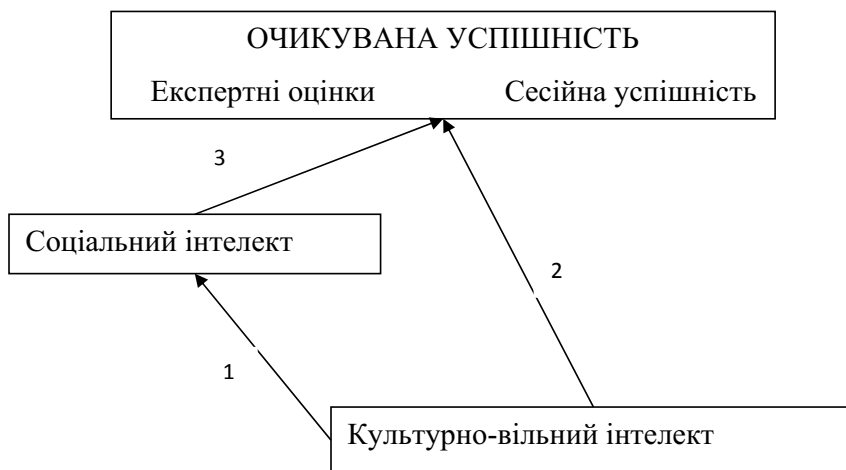 ОЧИКУВАНА УСПІШНІСТЬ
Експертні оцінки Сесійна успішність
3
Соціальний інтелект
2
1
Культурно-вільний інтелект